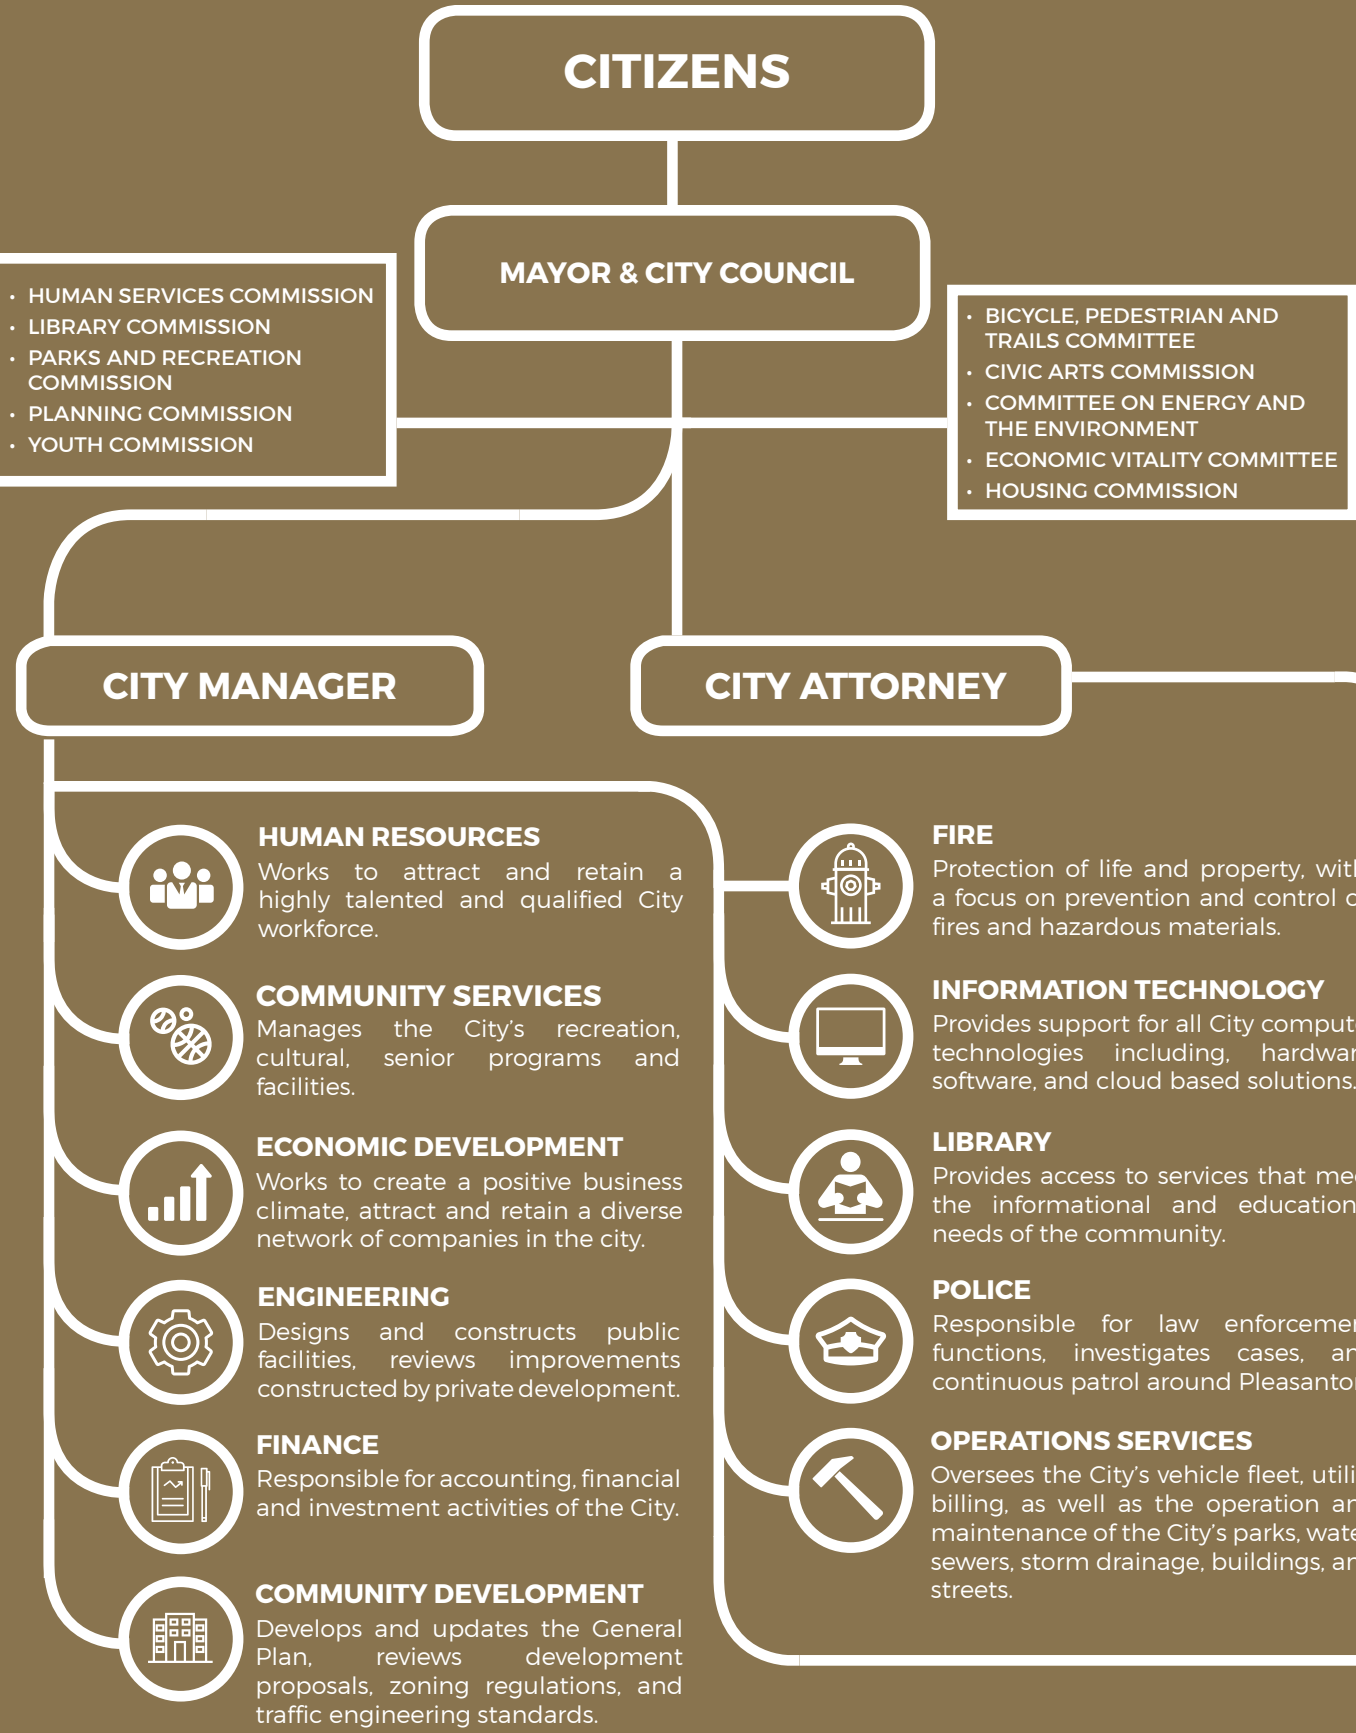 CITIZENS
MAYOR & CITY COUNCIL
• HUMAN SERVICES COMMISSION
• LIBRARY COMMISSION
• PARKS AND RECREATION
COMMISSION
• PLANNING COMMISSION
• YOUTH COMMISSION
• BICYCLE, PEDESTRIAN AND
TRAILS COMMITTEE
• CIVIC ARTS COMMISSION
• COMMITTEE ON ENERGY AND
THE ENVIRONMENT
• ECONOMIC VITALITY COMMITTEE
• HOUSING COMMISSION
CITY MANAGER
CITY ATTORNEY
HUMAN RESOURCES
Works to attract and retain a
highly talented and qualified City
workforce.
COMMUNITY SERVICES
Manages the City's recreation,
cultural, senior programs and
facilities.
ECONOMIC DEVELOPMENT
Works to create a positive business
climate, attract and retain a diverse
network of companies in the city.
ENGINEERING
Designs and constructs public
facilities, reviews improvements
constructed by private development.
FINANCE
Responsible for accounting, financial
and investment activities of the City.
COMMUNITY DEVELOPMENT
Develops and updates the General
Plan, reviews development
proposals, zoning regulations, and
traffic engineering standards.
FIRE
Protection of life and property,
a focus on prevention and control
fires and hazardous materials.
INFORMATION TECHNOLOGY
Provides support for all City
technologies including,
software, and cloud based solutions.
LIBRARY
Provides access to services that
the informational and
needs of the community.
POLICE
Responsible for law
functions, investigates cases,
continuous patrol around
OPERATIONS SERVICES
Oversees the City's vehicle fleet,
billing, as well as the operation
maintenance of the City's parks,
sewers, storm drainage, buildings,
streets.